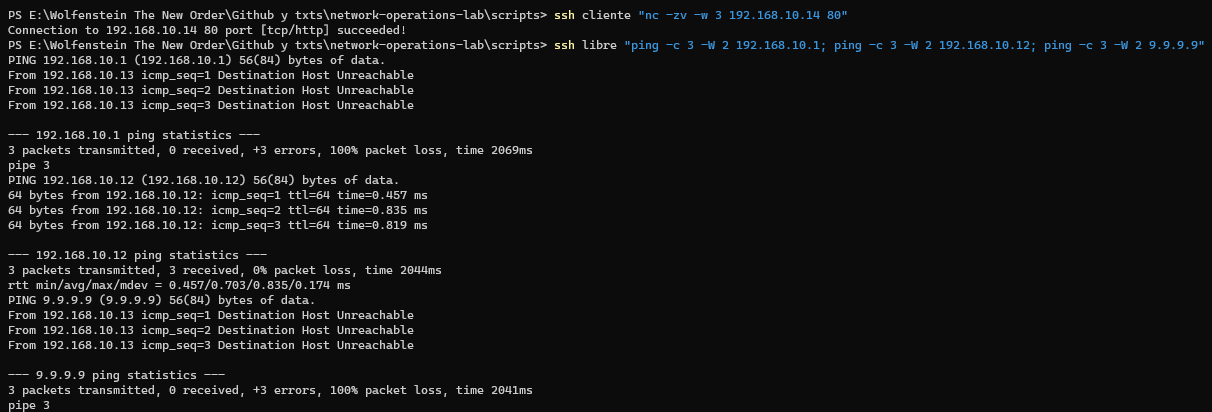 PS E:\Wolfenstein The New Order\Github y txts\network-operations-lab\scripts> ssh cliente "nc -zv -w 3 192.168.10.14 80"
Connection to 192.168.10.14 80 port [tcp/http] succeeded!
PS E:\Wolfenstein The New Order\Github y txts\network-operations-lab\scripts> ssh libre "ping -c 3 -W 2 192.168.10.1; ping -c 3 -W 2 192.168.10.12; ping -c 3 -W 2 9.9.9.9"
PING 192.168.10.1 (192.168.10.1) 56(84) bytes of data.
From 192.168.10.13 icmp_seq=1 Destination Host Unreachable
From 192.168.10.13 icmp_seq=2 Destination Host Unreachable
From 192.168.10.13 icmp_seq=3 Destination Host Unreachable

--- 192.168.10.1 ping statistics ---
3 packets transmitted, 0 received, +3 errors, 100% packet loss, time 2069ms
pipe 3
PING 192.168.10.12 (192.168.10.12) 56(84) bytes of data.
64 bytes from 192.168.10.12: icmp_seq=1 ttl=64 time=0.457 ms
64 bytes from 192.168.10.12: icmp_seq=2 ttl=64 time=0.835 ms
64 bytes from 192.168.10.12: icmp_seq=3 ttl=64 time=0.819 ms

--- 192.168.10.12 ping statistics ---
3 packets transmitted, 3 received, 0% packet loss, time 2044ms
rtt min/avg/max/mdev = 0.457/0.703/0.835/0.174 ms
PING 9.9.9.9 (9.9.9.9) 56(84) bytes of data.
From 192.168.10.13 icmp_seq=1 Destination Host Unreachable
From 192.168.10.13 icmp_seq=2 Destination Host Unreachable
From 192.168.10.13 icmp_seq=3 Destination Host Unreachable

--- 9.9.9.9 ping statistics ---
3 packets transmitted, 0 received, +3 errors, 100% packet loss, time 2041ms
pipe 3